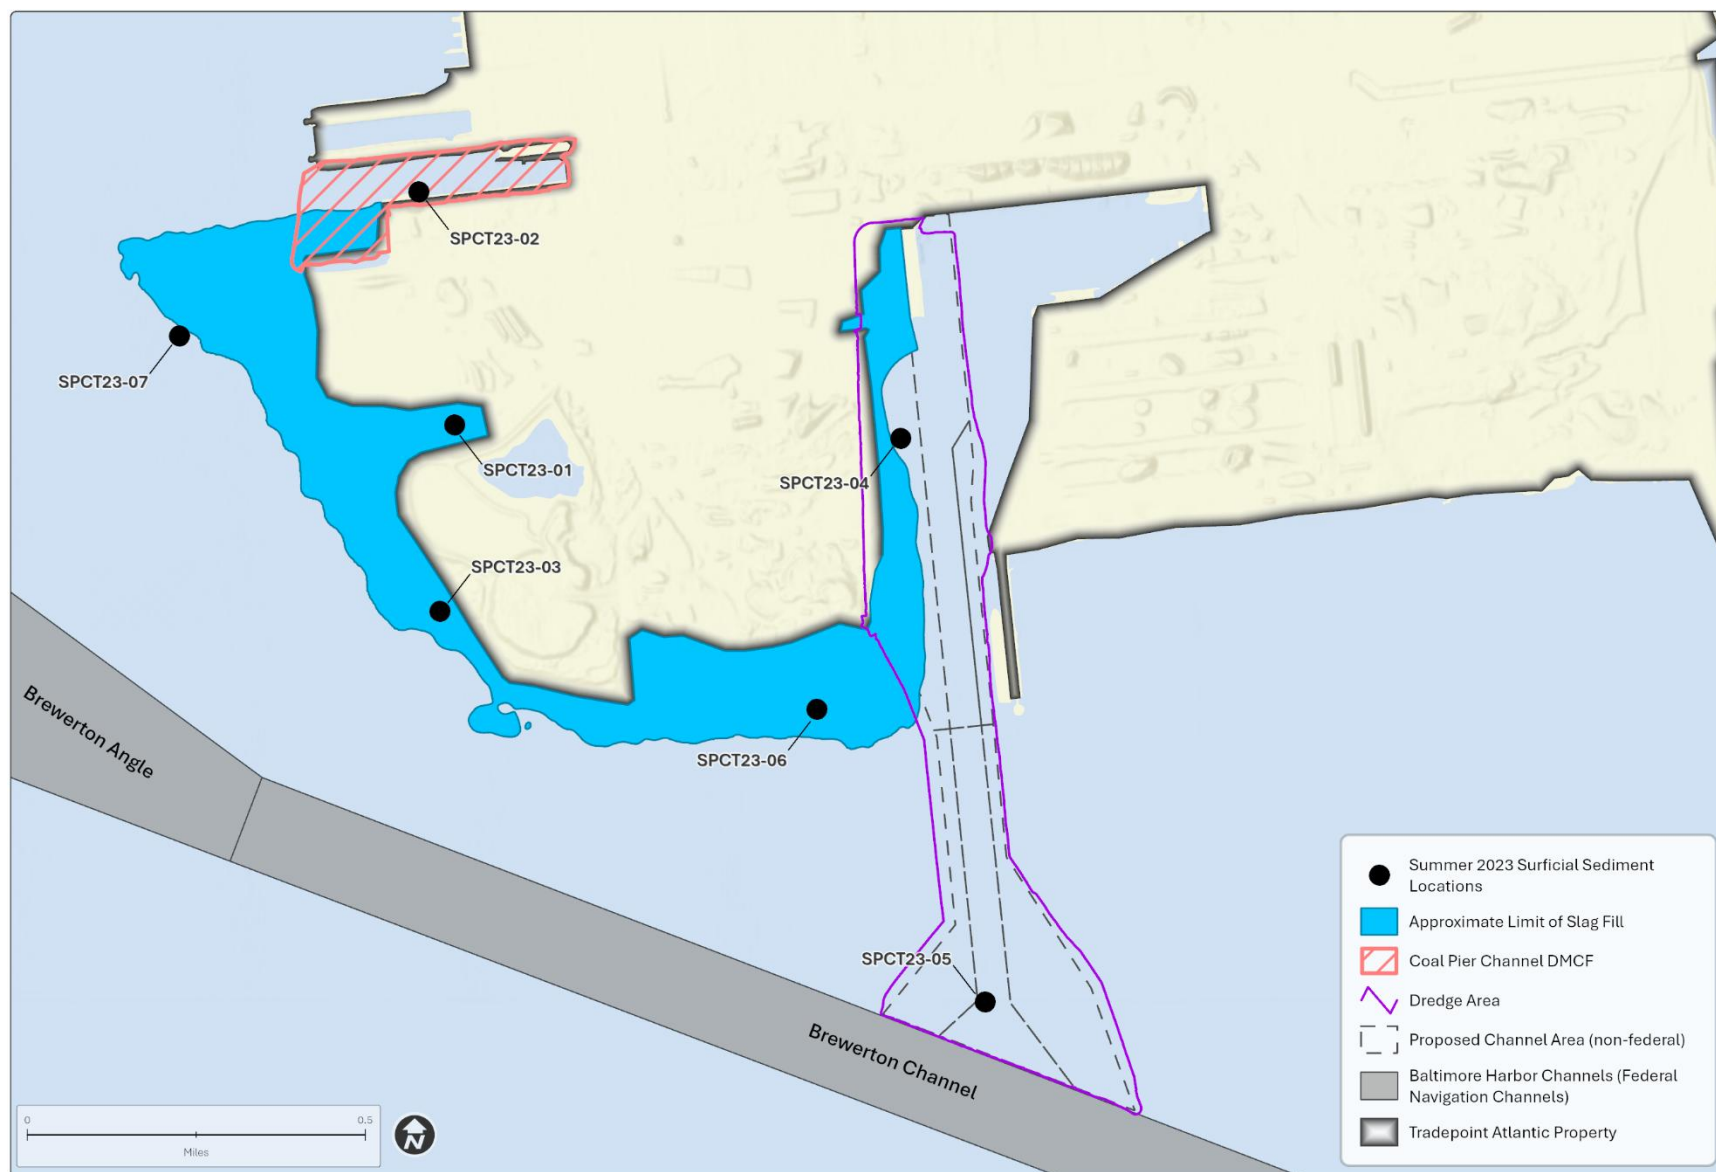 SPCT23-02
SPCT23-07
SPCT23-01
SPCT23-04
SPCT23-03
SPCT23-06
SPCT23-05
Brewerton Angle
Brewerton Channel
Summer 2023 Surficial Sediment
Locations
Approximate Limit of Slag Fill
Coal Pier Channel DMCF
Dredge Area
Proposed Channel Area (non-federal)
Baltimore Harbor Channels (Federal
Navigation Channels)
Tradepoint Atlantic Property
0 0.5
Miles
N